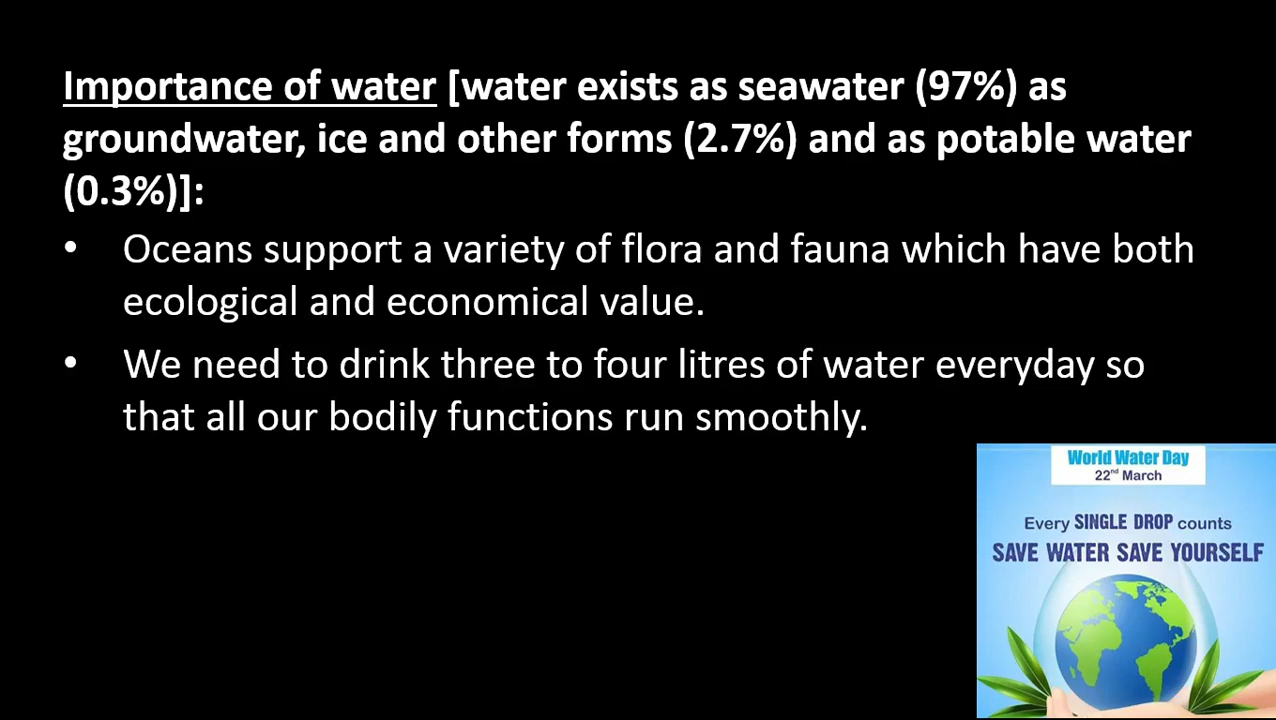 Importance of water [water exists as seawater (97%) as
groundwater, ice and other forms (2.7%) and as potable water
(0.3%)]:
• Oceans support a variety of flora and fauna which have both
ecological and economical value.
• We need to drink three to four litres of water everyday so
that all our bodily functions run smoothly.
World Water Day
22nd March
Every SINGLE DROP counts
SAVE WATER SAVE YOURSELF